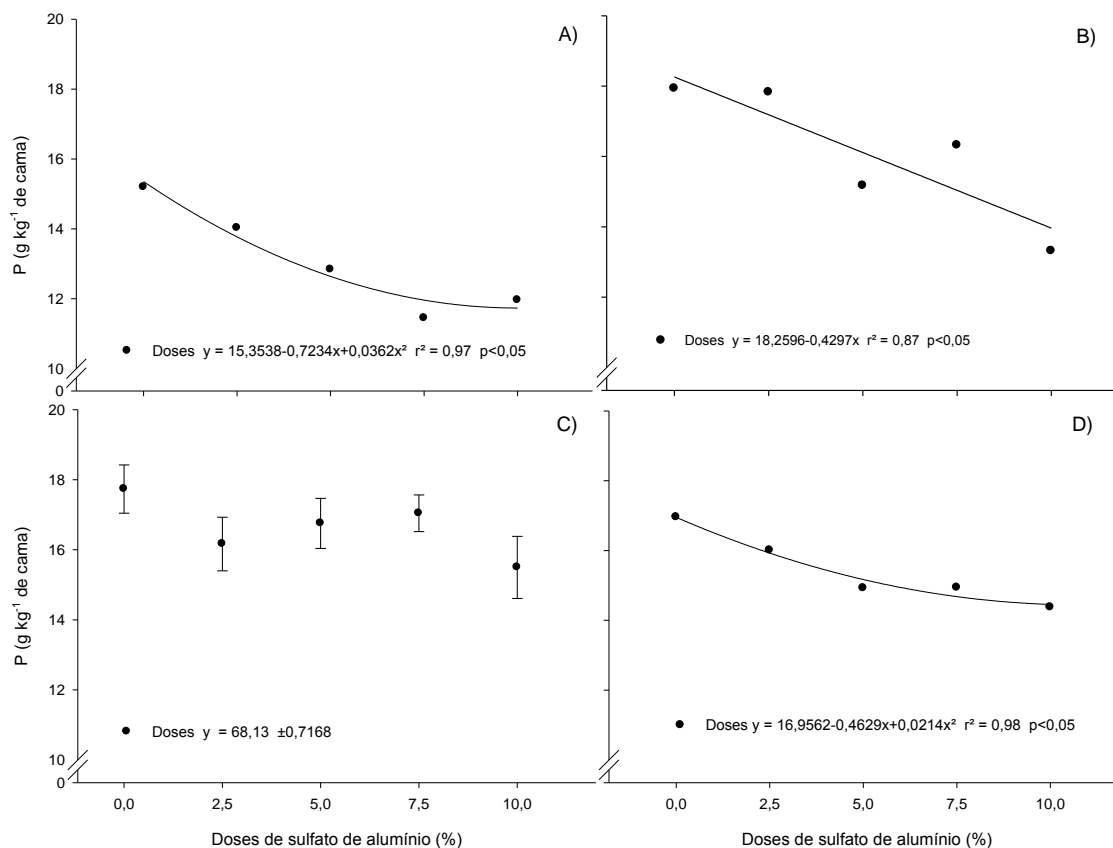 20
18
16
14
12
10
0
P (g kg⁻¹ de cama)
A)
Doses y = 15,3538-0,7234x+0,0362x² r² = 0,97 p<0,05
B)
Doses y = 18,2596-0,4297x r² = 0,87 p<0,05
20
18
16
14
12
10
0
P (g kg⁻¹ de cama)
C)
Doses y = 68,13 ±0,7168
0,0 2,5 5,0 7,5 10,0
Doses de sulfato de alumínio (%)
D)
Doses y = 16,9562-0,4629x+0,0214x² r² = 0,98 p<0,05
0,0 2,5 5,0 7,5 10,0
Doses de sulfato de alumínio (%)